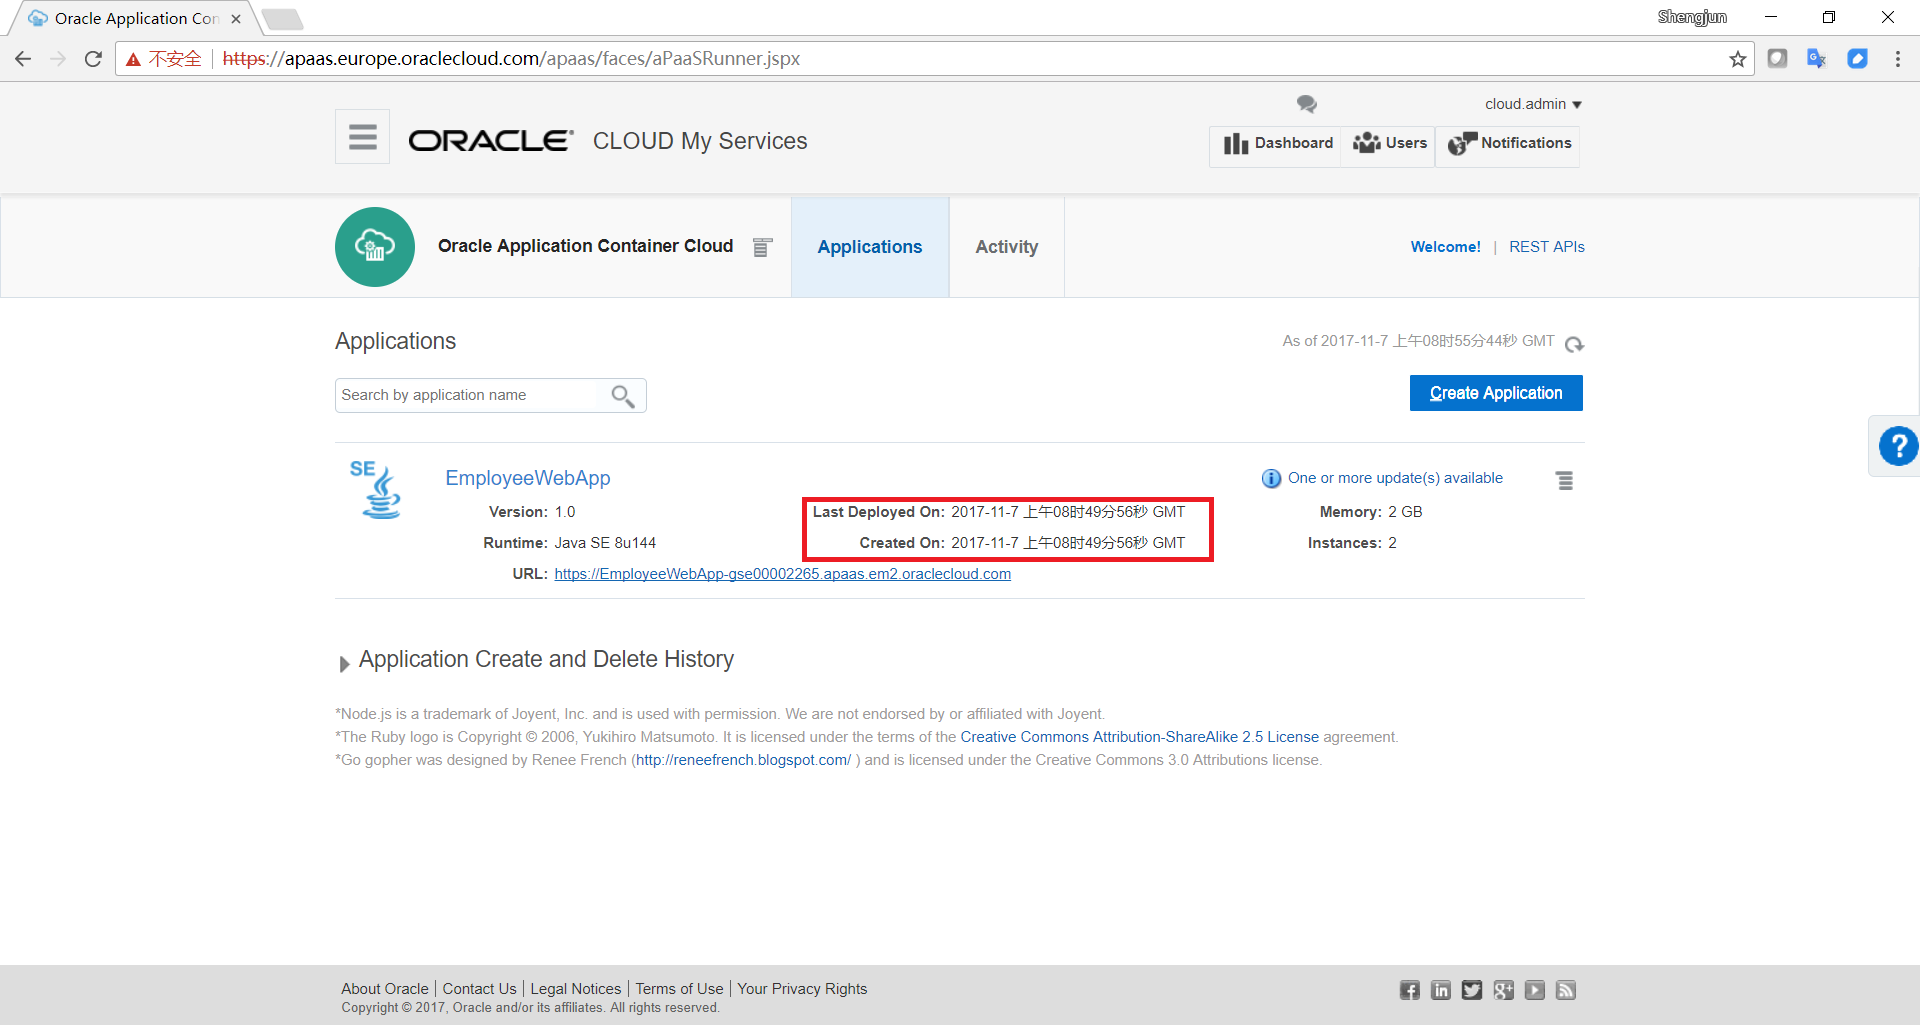 Oracle Application Con
Shengjun
不安全 https://apaas.europe.oraclecloud.com/apaas/faces/aPaaSRunner.jspx
cloud.admin
ORACLE CLOUD My Services
Dashboard Users Notifications
Oracle Application Container Cloud Applications Activity Welcome! | REST APIs
Applications
As of 2017-11-7 上午08时55分44秒 GMT
Search by application name
Create Application
?
SE
EmployeeWebApp
One or more update(s) available
Version: 1.0 Last Deployed On: 2017-11-7 上午08时49分56秒 GMT Memory: 2 GB
Runtime: Java SE 8u144 Created On: 2017-11-7 上午08时49分56秒 GMT Instances: 2
URL: https://EmployeeWebApp-gse00002265.apaas.em2.oraclecloud.com
Application Create and Delete History
*Node.js is a trademark of Joyent, Inc. and is used with permission. We are not endorsed by or affiliated with Joyent.
*The Ruby logo is Copyright © 2006, Yukihiro Matsumoto. It is licensed under the terms of the Creative Commons Attribution-ShareAlike 2.5 License agreement.
*Go gopher was designed by Renee French (http://reneefrench.blogspot.com/ ) and is licensed under the Creative Commons 3.0 Attributions license.
About Oracle | Contact Us | Legal Notices | Terms of Use | Your Privacy Rights
Copyright © 2017, Oracle and/or its affiliates. All rights reserved.